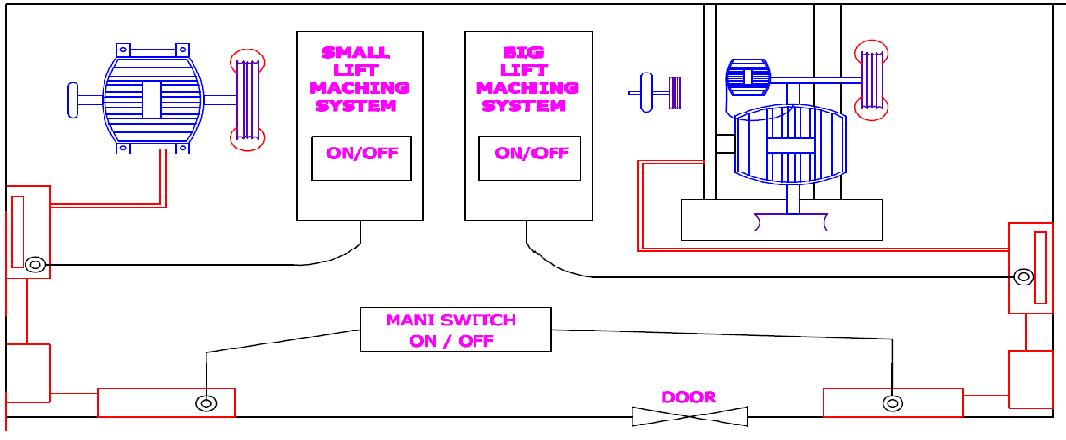 SMALL
LIFT
MACHING
SYSTEM
ON/OFF
BIG
LIFT
MACHING
SYSTEM
ON/OFF
MANI SWITCH
ON / OFF
DOOR